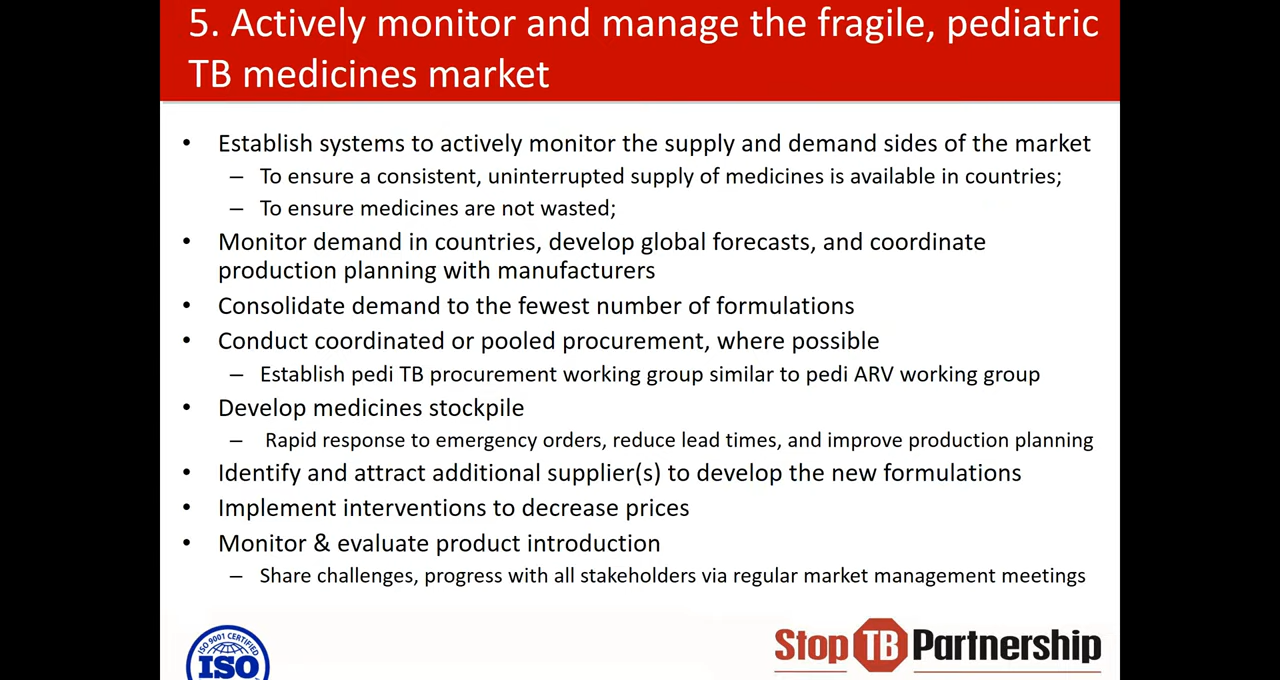 5. Actively monitor and manage the fragile, pediatric
TB medicines market
• Establish systems to actively monitor the supply and demand sides of the market
– To ensure a consistent, uninterrupted supply of medicines is available in countries;
– To ensure medicines are not wasted;
• Monitor demand in countries, develop global forecasts, and coordinate
production planning with manufacturers
• Consolidate demand to the fewest number of formulations
• Conduct coordinated or pooled procurement, where possible
– Establish pedi TB procurement working group similar to pedi ARV working group
• Develop medicines stockpile
– Rapid response to emergency orders, reduce lead times, and improve production planning
• Identify and attract additional supplier(s) to develop the new formulations
• Implement interventions to decrease prices
• Monitor & evaluate product introduction
– Share challenges, progress with all stakeholders via regular market management meetings
ISO 9001 CERTIFIED
ISO
Stop TB Partnership